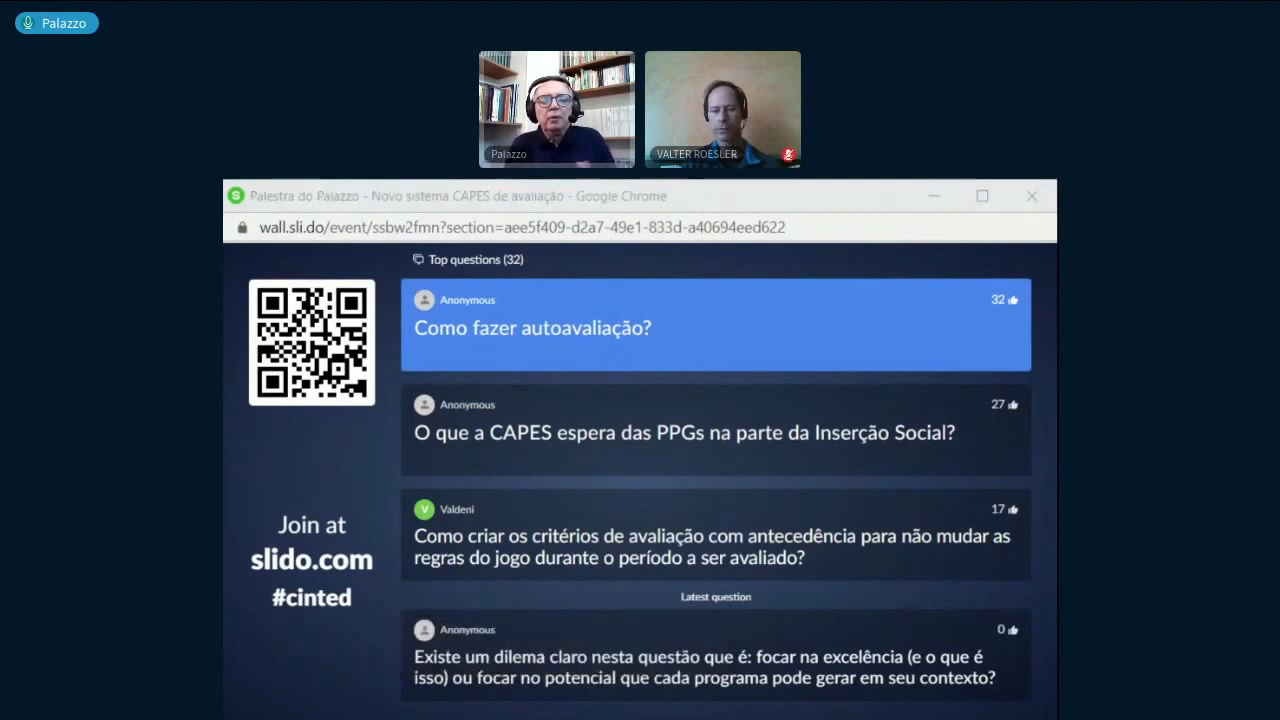 Palazzo
Palazzo
VALTER ROESLER
Palestra do Palazzo - Novo sistema CAPES de avaliação - Google Chrome
wall.sli.do/event/ssbw2fmn?section=aee5f409-d2a7-49e1-833d-a40694eed622
Top questions (32)
Anonymous
32
Como fazer autoavaliação?
Anonymous
27
O que a CAPES espera das PPGs na parte da Inserção Social?
V
Valdeni
17
Como criar os critérios de avaliação com antecedência para não mudar as
regras do jogo durante o período a ser avaliado?
Join at
slido.com
#cinted
Latest question
Anonymous
0
Existe um dilema claro nesta questão que é: focar na excelência (e o que é
isso) ou focar no potencial que cada programa pode gerar em seu contexto?